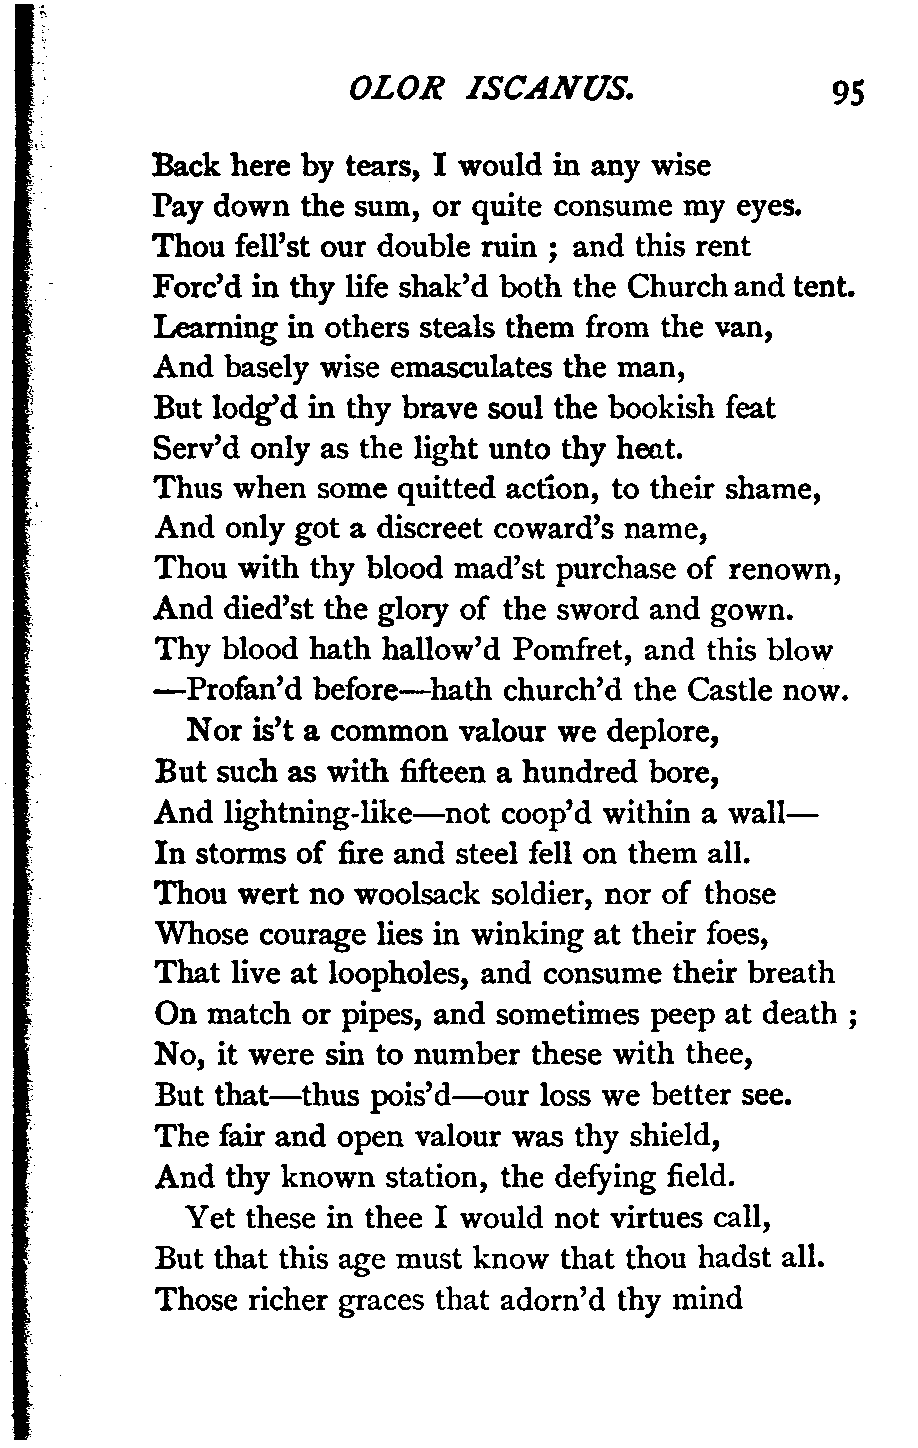 OLOR ISCANUS. 95
Back here by tears, I would in any wise
Pay down the sum, or quite consume my eyes.
Thou fell'st our double ruin ; and this rent
Forc'd in thy life shak'd both the Church and tent.
Learning in others steals them from the van,
And basely wise emasculates the man,
But lodg'd in thy brave soul the bookish feat
Serv'd only as the light unto thy heat.
Thus when some quitted action, to their shame,
And only got a discreet coward's name,
Thou with thy blood mad'st purchase of renown,
And died'st the glory of the sword and gown.
Thy blood hath hallow'd Pomfret, and this blow
—Profan'd before—hath church'd the Castle now.
Nor is't a common valour we deplore,
But such as with fifteen a hundred bore,
And lightning-like—not coop'd within a wall—
In storms of fire and steel fell on them all.
Thou wert no woolsack soldier, nor of those
Whose courage lies in winking at their foes,
That live at loopholes, and consume their breath
On match or pipes, and sometimes peep at death ;
No, it were sin to number these with thee,
But that—thus pois'd—our loss we better see.
The fair and open valour was thy shield,
And thy known station, the defying field.
Yet these in thee I would not virtues call,
But that this age must know that thou hadst all.
Those richer graces that adorn'd thy mind